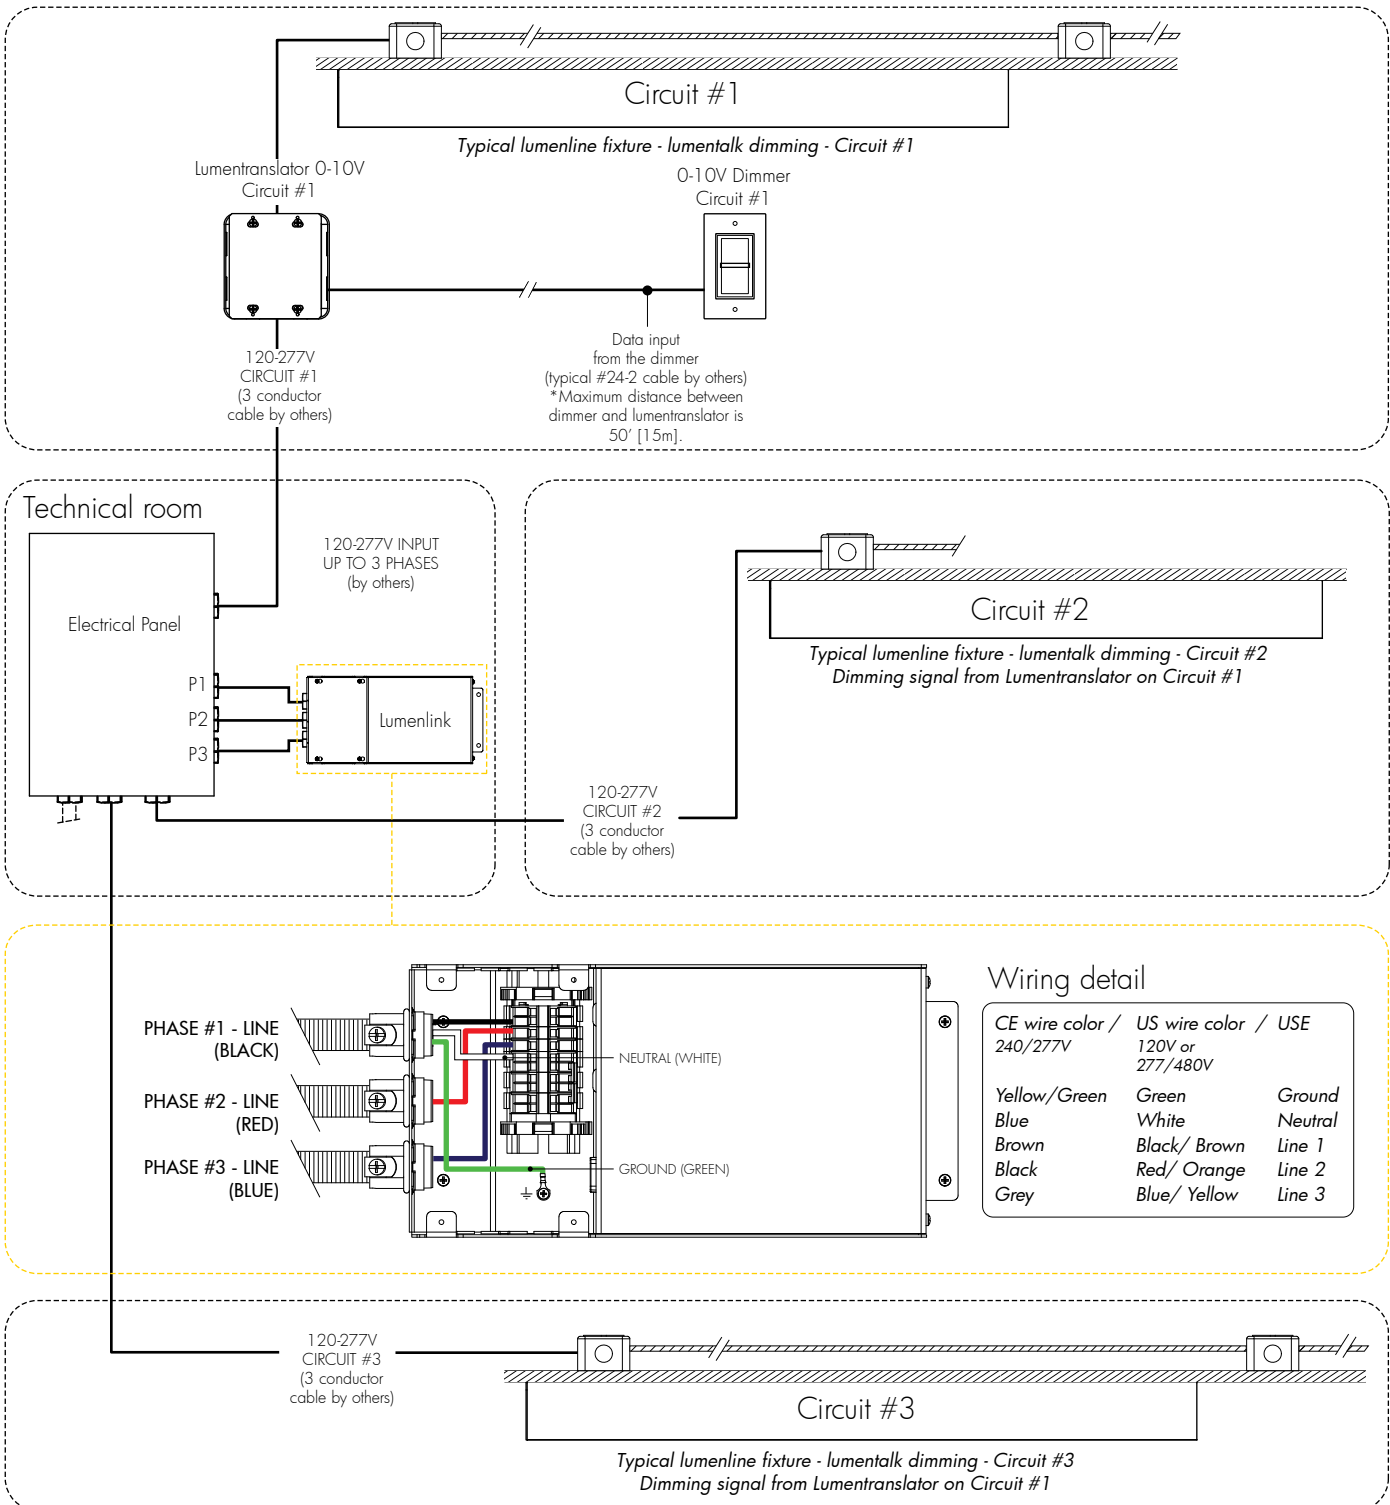 Circuit #1
Typical lumenline fixture - lumentalk dimming - Circuit #1
Lumentranslator 0-10V
Circuit #1
0-10V Dimmer
Circuit #1
120-277V
CIRCUIT #1
(3 conductor
cable by others)
Data input
from the dimmer
(typical #24-2 cable by others)
*Maximum distance between
dimmer and lumentranslator is
50' [15m].
Technical room
120-277V INPUT
UP TO 3 PHASES
(by others)
Electrical Panel
P1
P2
P3
Lumenlink
Circuit #2
Typical lumenline fixture - lumentalk dimming - Circuit #2
Dimming signal from Lumentranslator on Circuit #1
120-277V
CIRCUIT #2
(3 conductor
cable by others)
PHASE #1 - LINE
(BLACK)
PHASE #2 - LINE
(RED)
PHASE #3 - LINE
(BLUE)
NEUTRAL (WHITE)
GROUND (GREEN)
Wiring detail
CE wire color / US wire color / USE
240/277V 120V or
277/480V
Yellow/Green Green Ground
Blue White Neutral
Brown Black/ Brown Line 1
Black Red/ Orange Line 2
Grey Blue/ Yellow Line 3
120-277V
CIRCUIT #3
(3 conductor
cable by others)
Circuit #3
Typical lumenline fixture - lumentalk dimming - Circuit #3
Dimming signal from Lumentranslator on Circuit #1